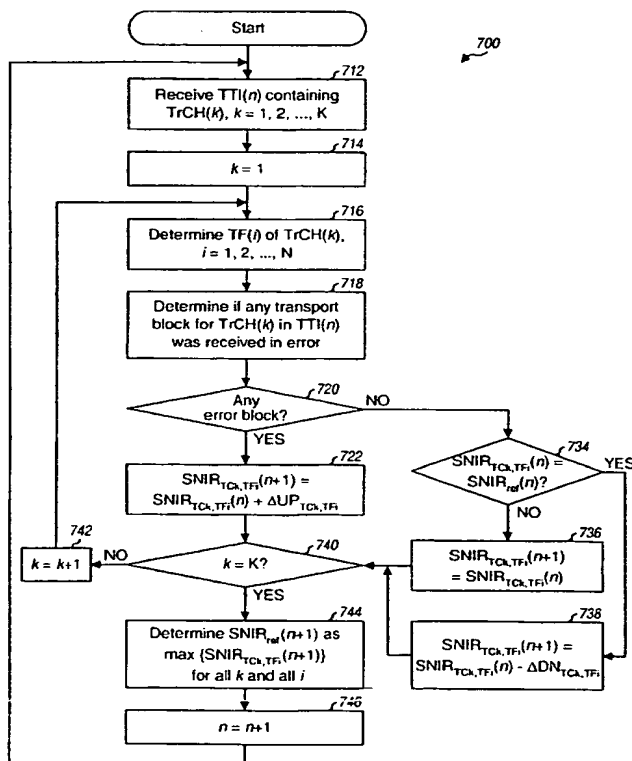 Start
700
712
Receive TTI(n) containing
TrCH(k), k = 1, 2, ..., K
714
k = 1
716
Determine TF(i) of TrCH(k),
i = 1, 2, ..., N
718
Determine if any transport
block for TrCH(k) in TTI(n)
was received in error
720
Any
error block?
NO
YES
722
SNIR_TCk,TFi(n+1) =
SNIR_TCk,TFi(n) + ΔUP_TCk,TFi
734
SNIR_TCk,TFi(n) =
SNIR_ref(n)?
YES
NO
736
SNIR_TCk,TFi(n+1)
= SNIR_TCk,TFi(n)
738
SNIR_TCk,TFi(n+1) =
SNIR_TCk,TFi(n) - ΔDN_TCk,TFi
740
k = K?
NO
YES
742
k = k+1
744
Determine SNIR_ref(n+1) as
max {SNIR_TCk,TFi(n+1)}
for all k and all i
746
n = n+1